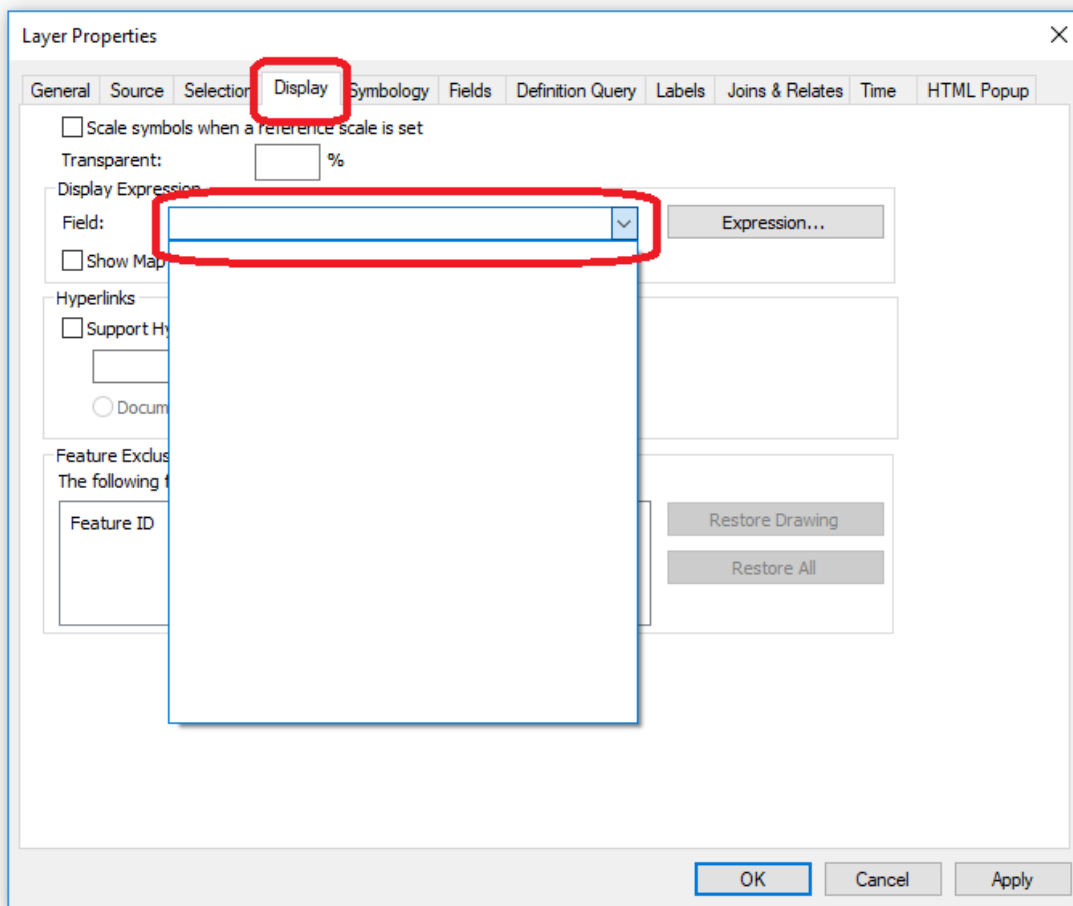 Layer Properties
General Source Selection Display Symbology Fields Definition Query Labels Joins & Relates Time HTML Popup
Scale symbols when a reference scale is set
Transparent: %
Display Expression
Field: Expression...
Show Map
Hyperlinks
Support Hy
Docum
Feature Exclus
The following f
Feature ID Restore Drawing
Restore All
OK Cancel Apply